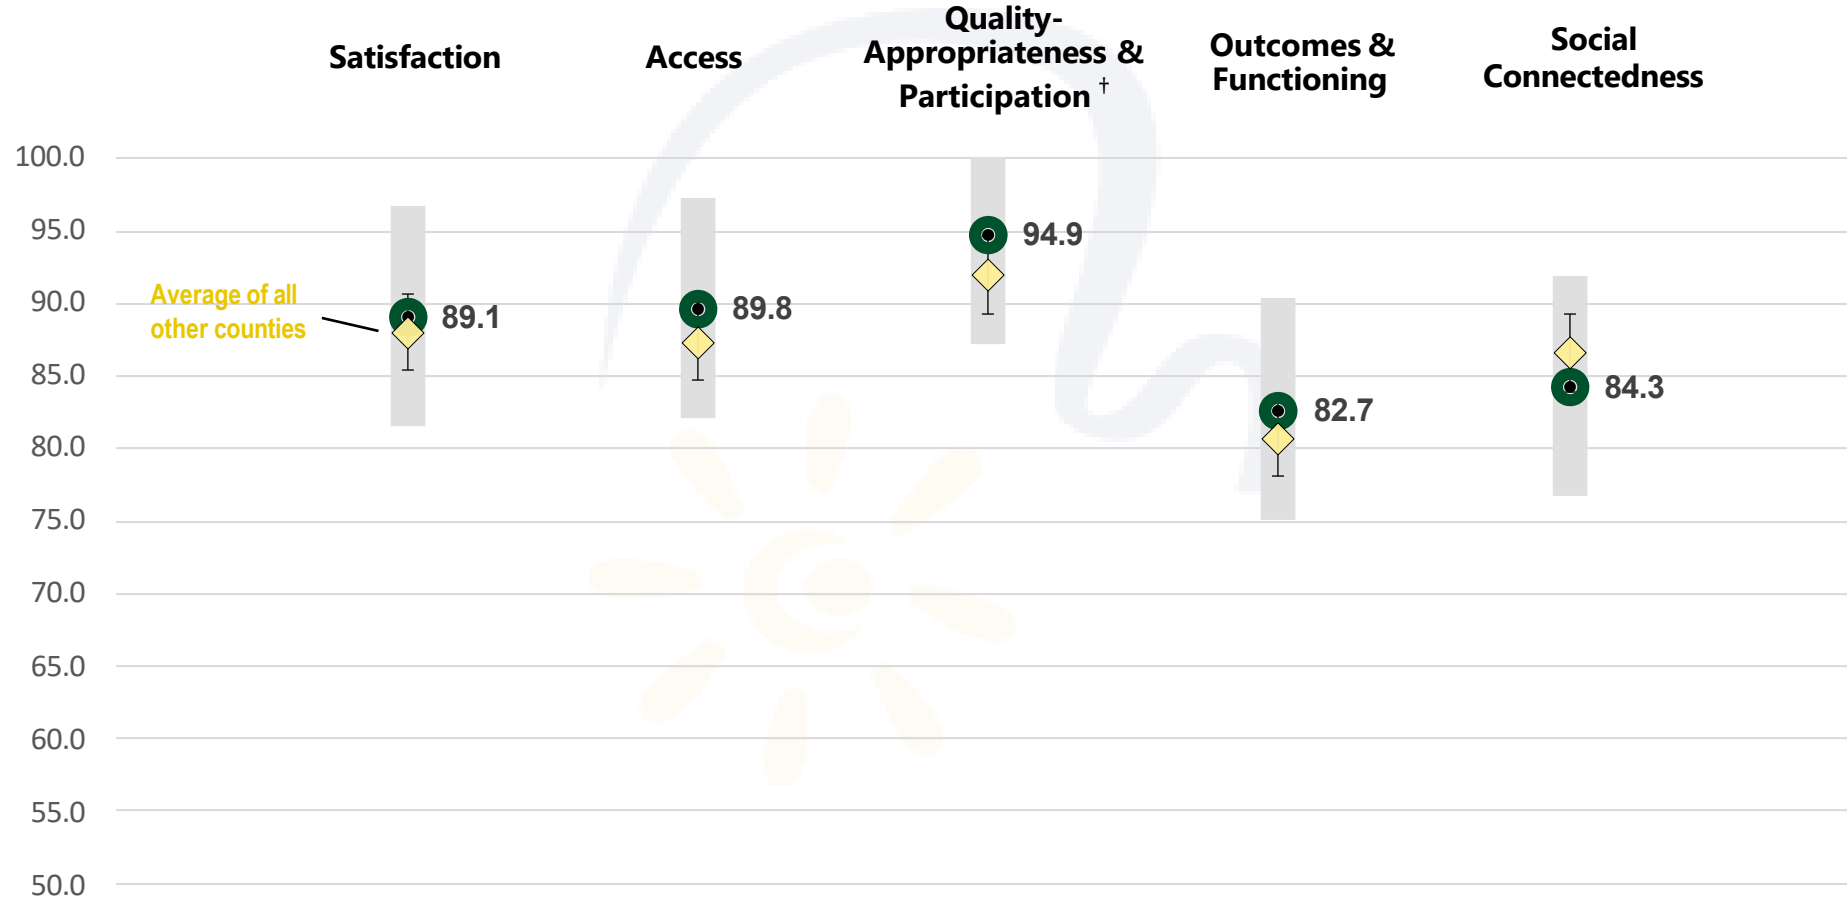 Satisfaction
Access
Quality-
Appropriateness &
Participation †
Outcomes &
Functioning
Social
Connectedness
100.0
95.0
90.0
85.0
80.0
75.0
70.0
65.0
60.0
55.0
50.0
Average of all
other counties
89.1
89.8
94.9
82.7
84.3